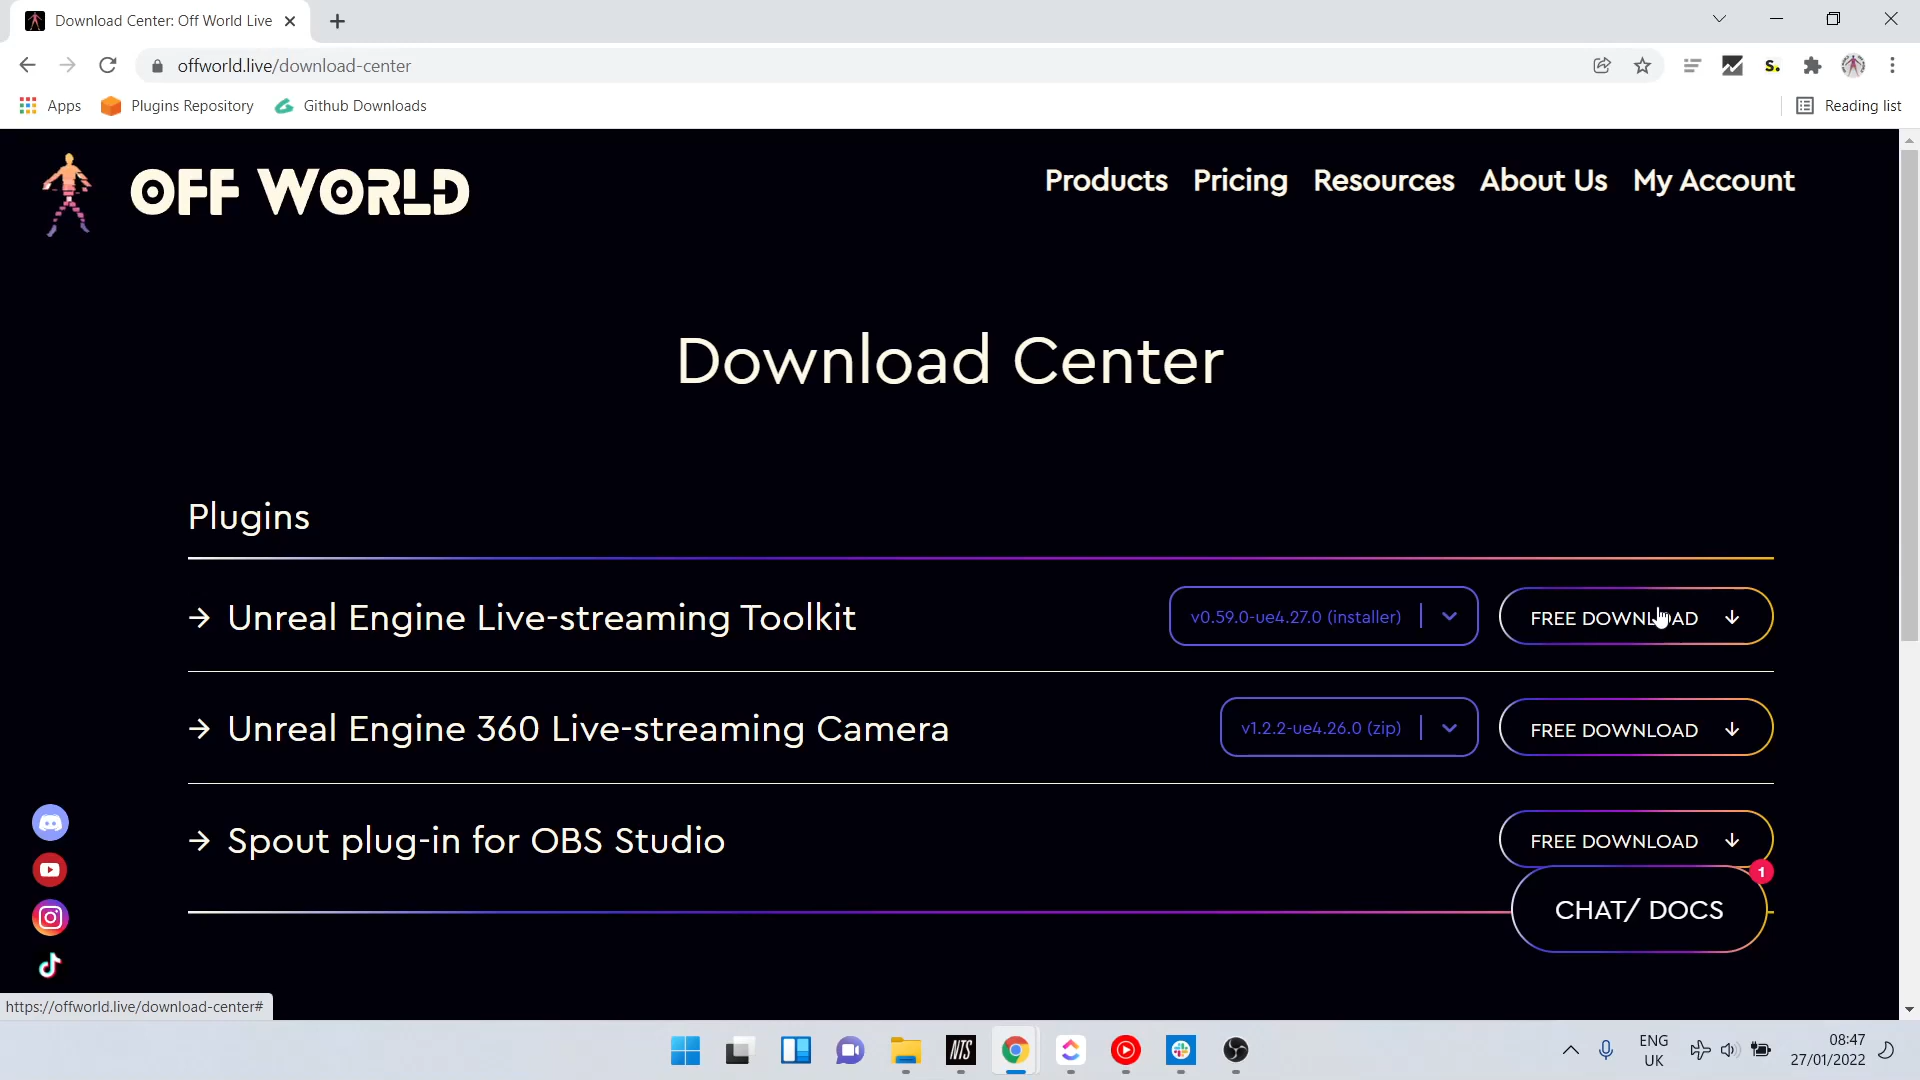 Download Center: Off World Live
offworld.live/download-center
s.
Apps
Plugins Repository
Github Downloads
Reading list
OFF WORLD
Products
Pricing
Resources
About Us
My Account
Download Center
Plugins
→ Unreal Engine Live-streaming Toolkit
v0.59.0-ue4.27.0 (installer)
FREE DOWNLOAD ↓
→ Unreal Engine 360 Live-streaming Camera
v1.2.2-ue4.26.0 (zip)
FREE DOWNLOAD ↓
→ Spout plug-in for OBS Studio
FREE DOWNLOAD ↓
1
CHAT/ DOCS
https://offworld.live/download-center#
NTS
ENG
UK
08:47
27/01/2022